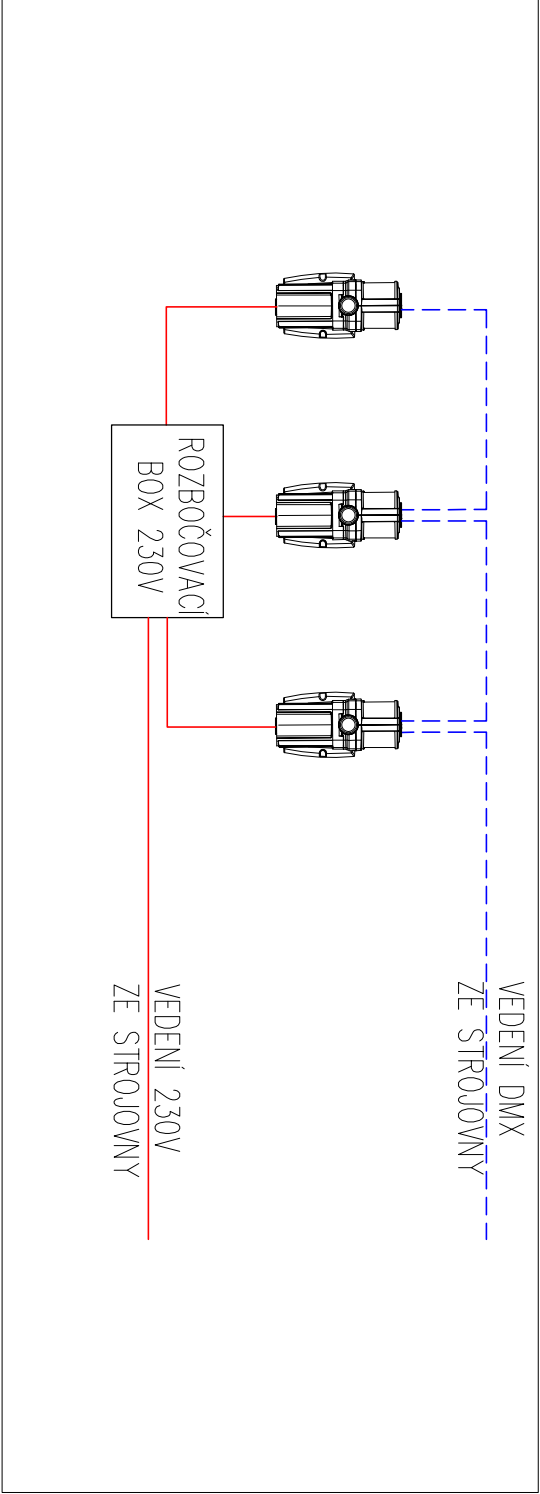 VEDENÍ DMX
ZE STROJOVNY
ROZBOČOVACÍ
BOX 230V
VEDENÍ 230V
ZE STROJOVNY